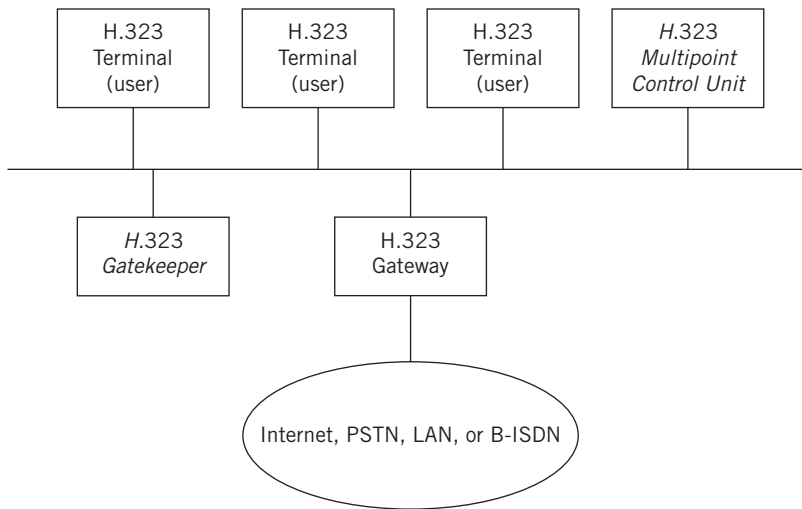 H.323
Terminal
(user)
H.323
Terminal
(user)
H.323
Terminal
(user)
H.323
Multipoint
Control Unit
H.323
Gatekeeper
H.323
Gateway
Internet, PSTN, LAN, or B-ISDN